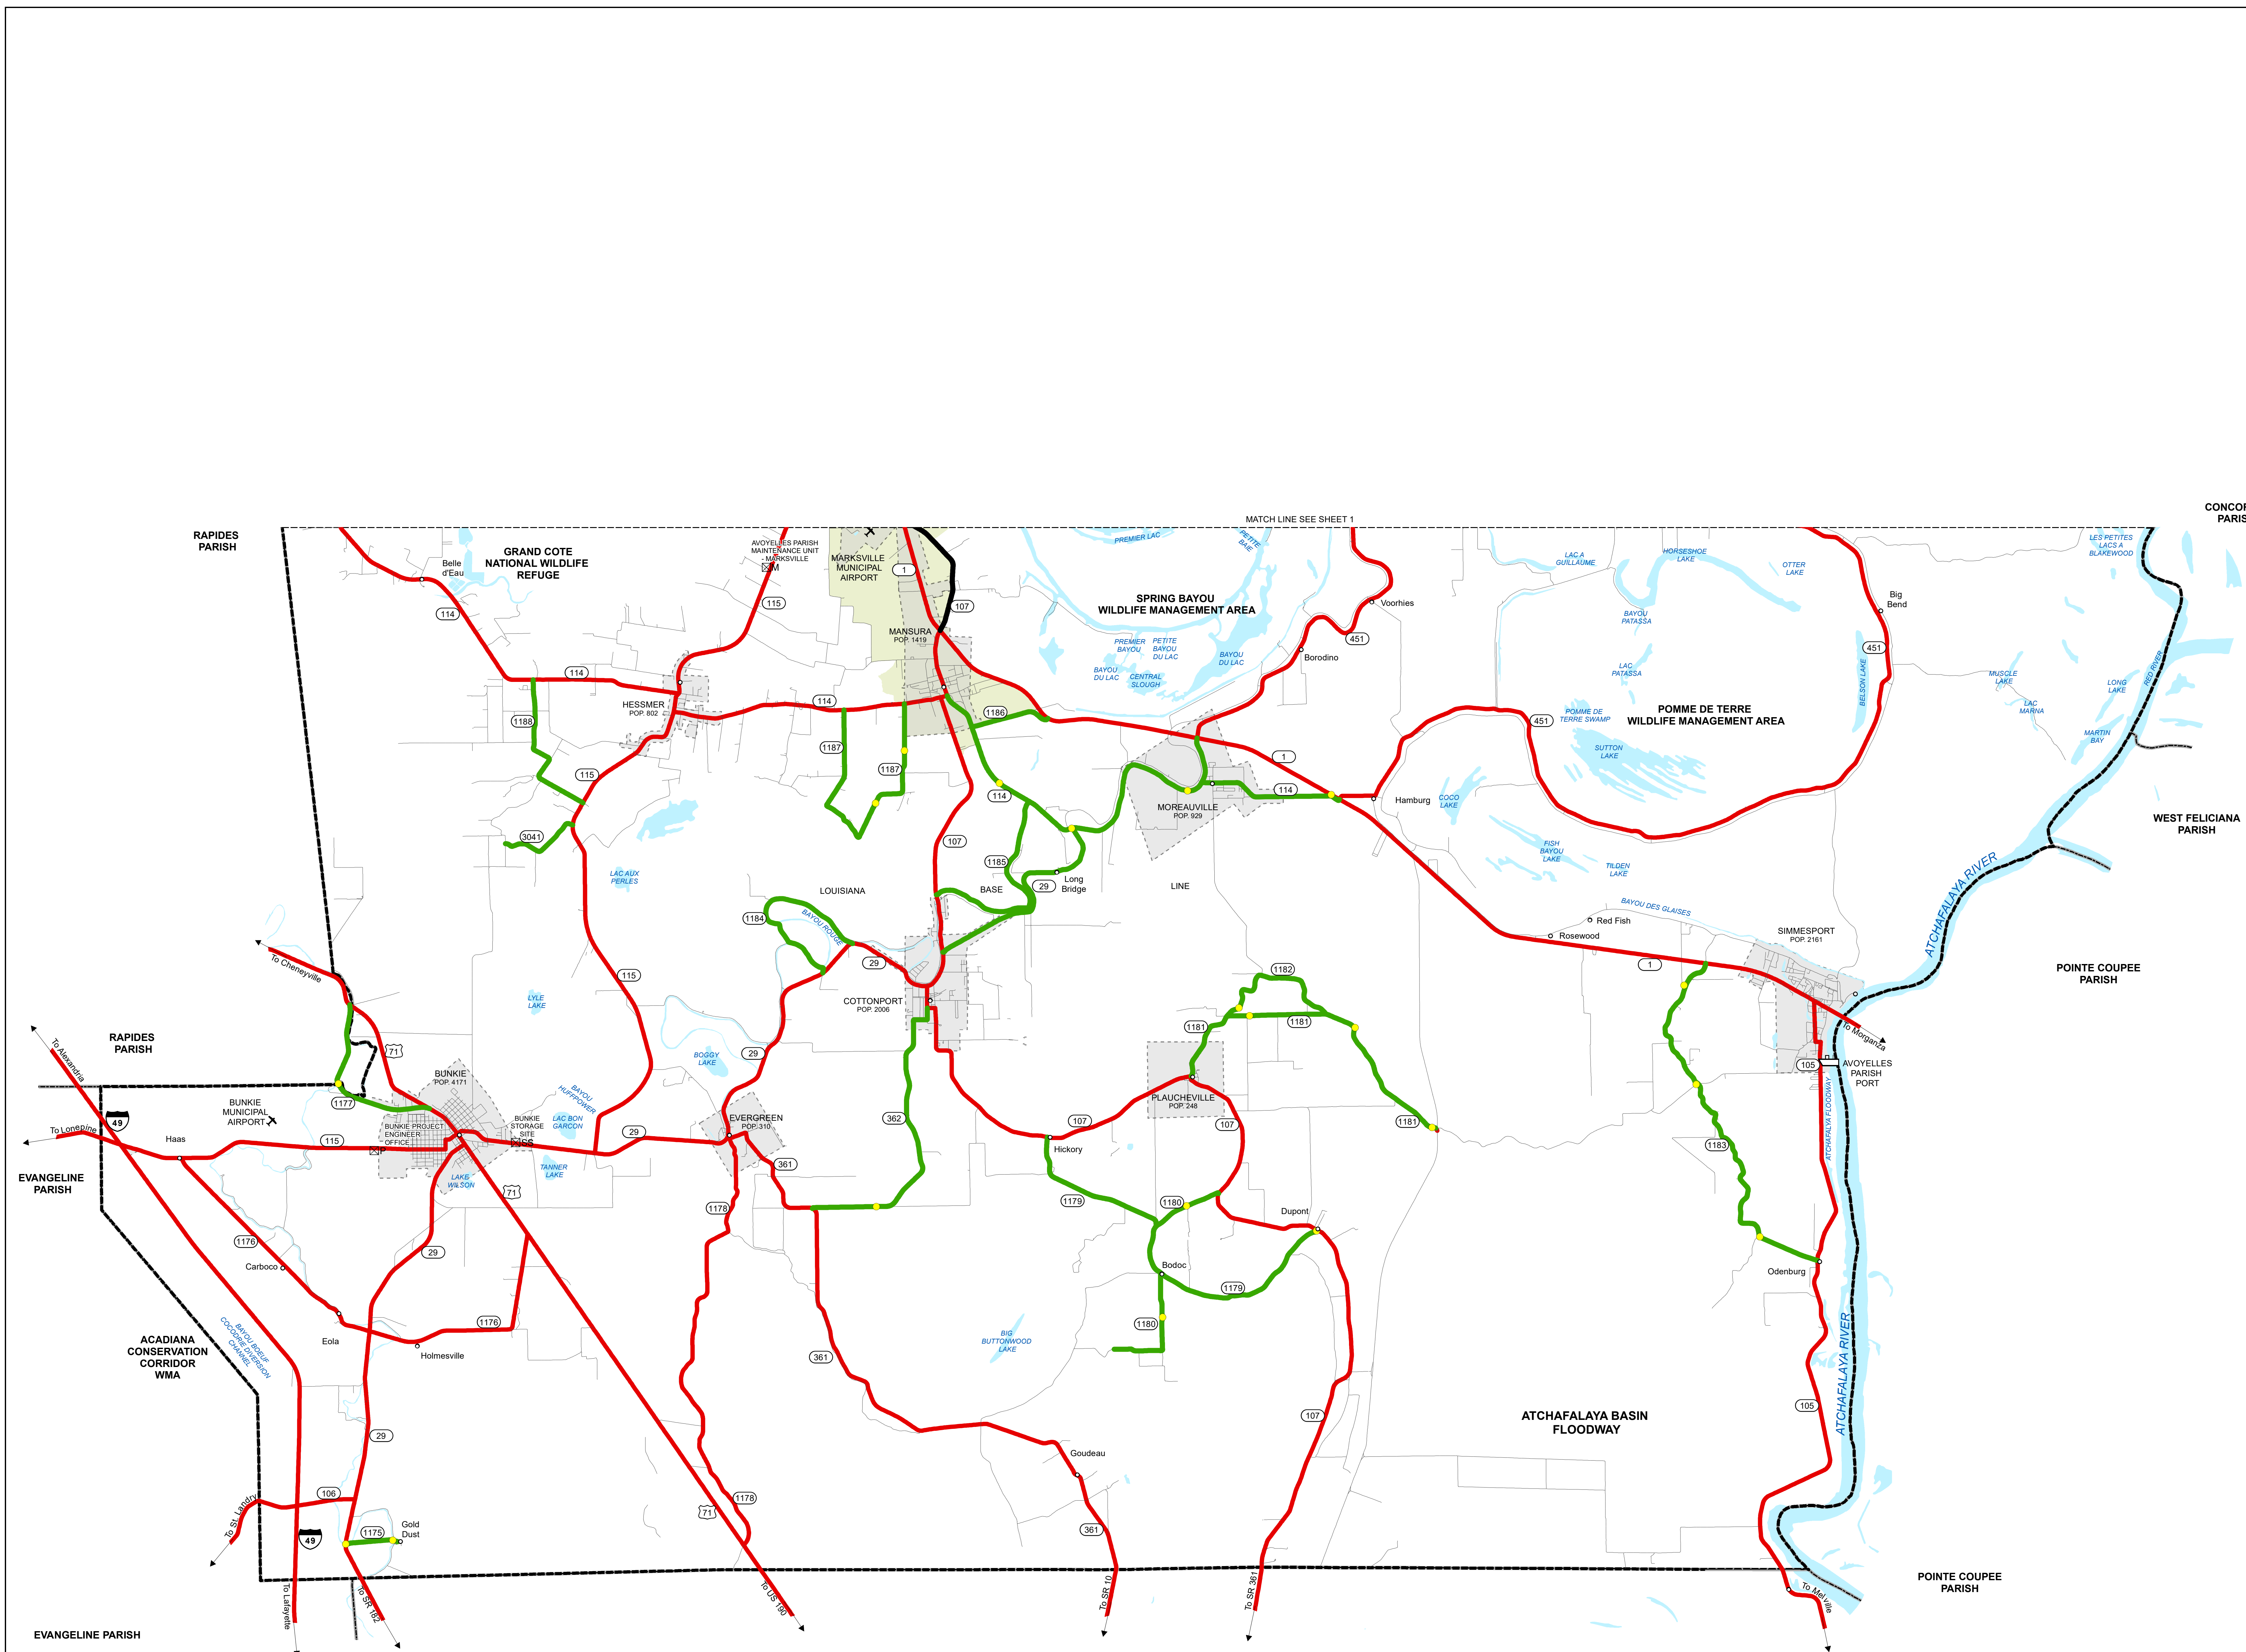 MATCH LINE SEE SHEET 1
RAPIDES
PARISH
GRAND COTE
NATIONAL WILDLIFE
REFUGE
Belle
d'Eau
AVOYELLES PARISH
MAINTENANCE UNIT
- MARKSVILLE
M
MARKSVILLE
MUNICIPAL
AIRPORT
1
107
115
114
MANSURA
POP. 1419
PREMIER LAC
PETITE
BAIE
SPRING BAYOU
WILDLIFE MANAGEMENT AREA
PREMIER
BAYOU
PETITE
BAYOU
DU LAC
BAYOU
DU LAC
CENTRAL
SLOUGH
BAYOU
DU LAC
Voorhies
451
Borodino
LAC A
GUILLAUME
HORSESHOE
LAKE
OTTER
LAKE
BAYOU
PATASSA
LAC
PATASSA
Big
Bend
451
BELSON LAKE
LES PETITES
LACS A
BLAKEWOOD
CONCOR
PARIS
RED RIVER
MUSCLE
LAKE
LONG
LAKE
LAC
MARNA
MARTIN
BAY
POMME DE TERRE
WILDLIFE MANAGEMENT AREA
POMME DE
TERRE SWAMP
451
SUTTON
LAKE
114
HESSMER
POP. 802
114
1188
1187
1187
1186
115
114
1
114
MOREAUVILLE
POP. 929
Hamburg
COCO
LAKE
WEST FELICIANA
PARISH
3041
107
1185
29
Long
Bridge
FISH
BAYOU
LAKE
TILDEN
LAKE
LAC AUX
PERLES
LOUISIANA
BASE
LINE
1184
BAYOU ROUGE
BAYOU DES GLAISES
Red Fish
Rosewood
ATCHAFALAYA RIVER
SIMMESPORT
POP. 2161
1
29
115
1182
POINTE COUPEE
PARISH
To Cheneyville
LYLE
LAKE
COTTONPORT
POP. 2006
1181
1181
To Morganza
RAPIDES
PARISH
To Alexandria
71
29
BOGGY
LAKE
105
AVOYELLES
PARISH
PORT
BUNKIE
POP. 4171
BAYOU
HUFFPOWER
PLAUCHEVILLE
POP. 248
ATCHAFALYA FLOODWAY
BUNKIE
MUNICIPAL
AIRPORT
1177
BUNKIE PROJECT
ENGINEER
OFFICE
P
BUNKIE
STORAGE
SITE
SS
LAC BON
GARCON
EVERGREEN
POP. 310
362
107
107
1181
49
To Lonepine
Haas
115
29
Hickory
1183
EVANGELINE
PARISH
LAKE
WILSON
TANNER
LAKE
361
71
1178
1179
1180
Dupont
1176
29
Carboco
Bodoc
1179
Odenburg
BAYOU BOEUF
COCODRIE DIVERSION
CHANNEL
1176
1180
ACADIANA
CONSERVATION
CORRIDOR
WMA
Eola
Holmesville
BIG
BUTTONWOOD
LAKE
361
ATCHAFALAYA RIVER
107
105
ATCHAFALAYA BASIN
FLOODWAY
29
Goudeau
106
To St. Landry
1178
71
49
1175
Gold
Dust
361
POINTE COUPEE
PARISH
To Lafayette
To SR 182
To US 190
To SR 10
To SR 361
To Melville
EVANGELINE PARISH